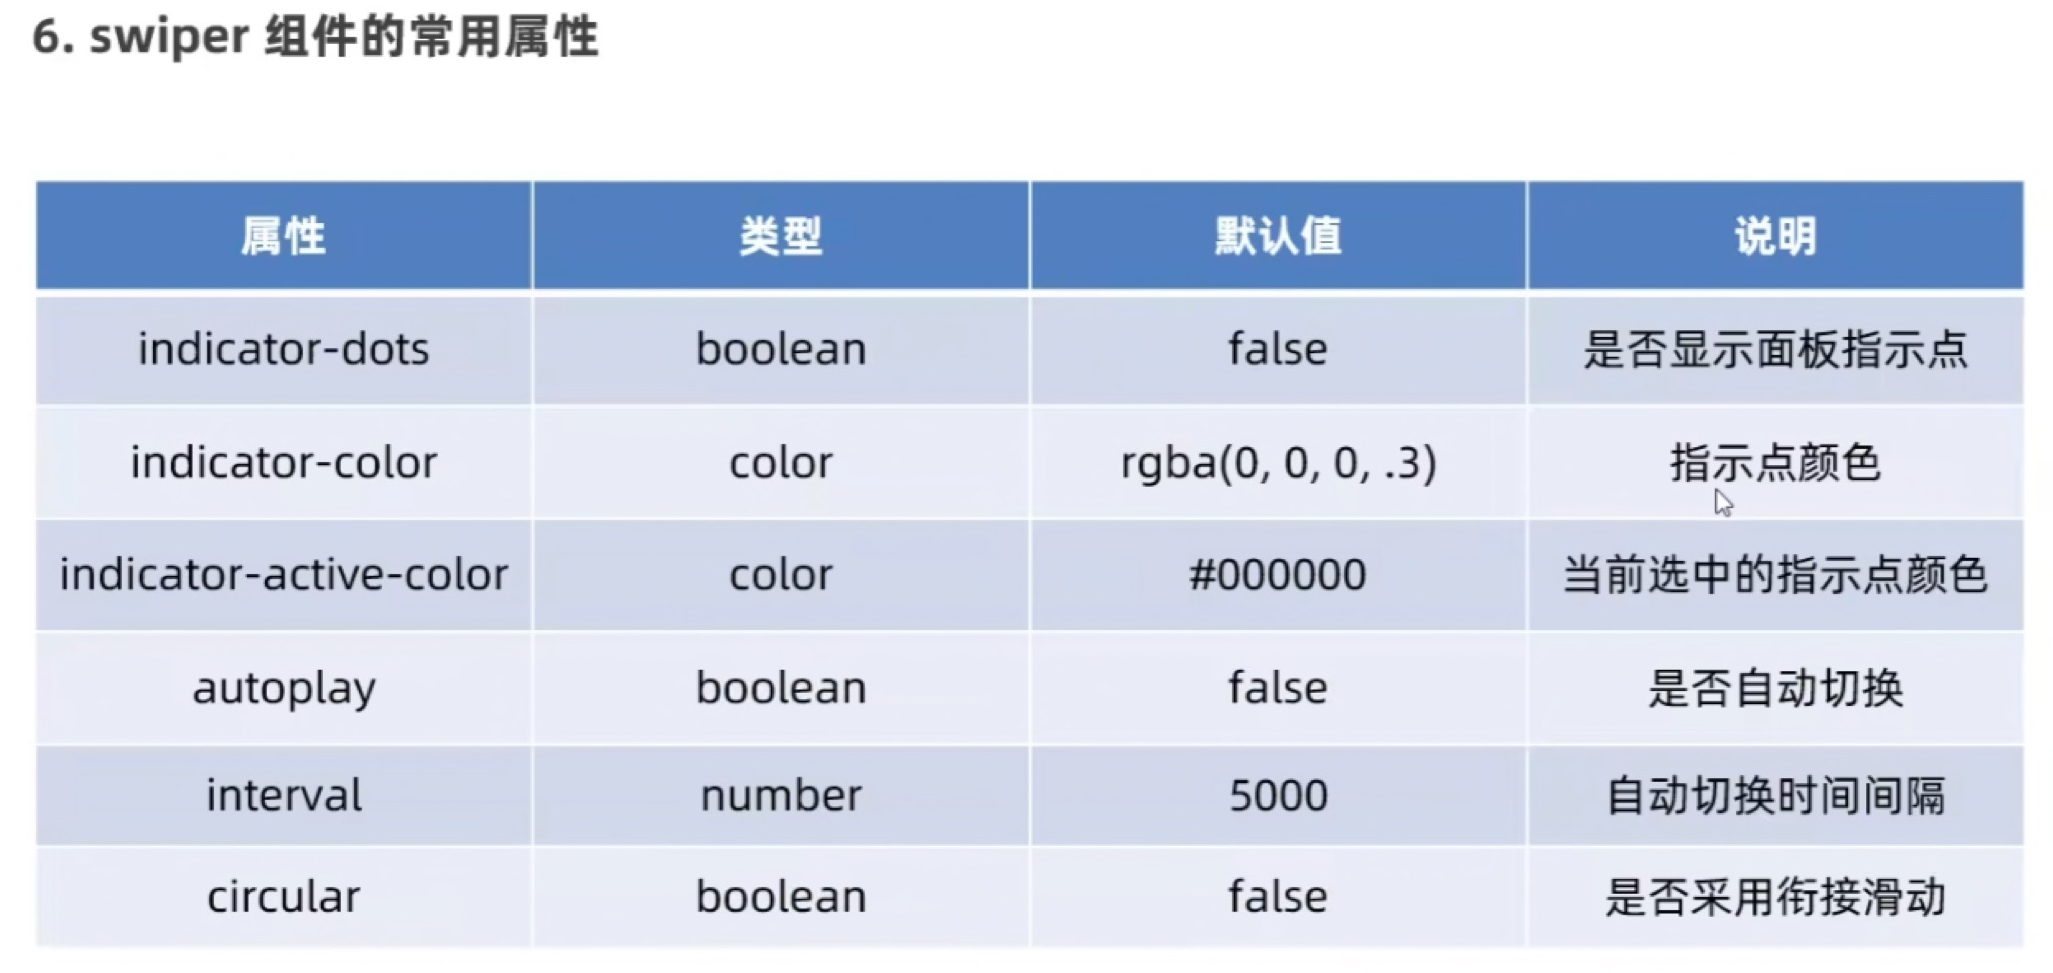 6. swiper 组件的常用属性
属性 类型 默认值 说明
indicator-dots boolean false 是否显示面板指示点
indicator-color color rgba(0, 0, 0, .3) 指示点颜色
indicator-active-color color #000000 当前选中的指示点颜色
autoplay boolean false 是否自动切换
interval number 5000 自动切换时间间隔
circular boolean false 是否采用衔接滑动